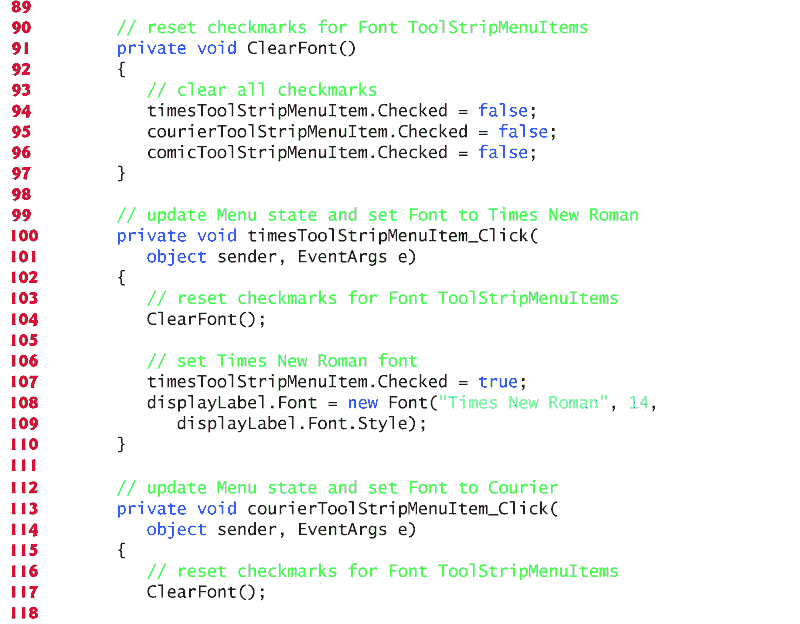 89
90 // reset checkmarks for Font ToolStripMenuItems
91 private void ClearFont()
92 {
93 // clear all checkmarks
94 timesToolStripMenuItem.Checked = false;
95 courierToolStripMenuItem.Checked = false;
96 comicToolStripMenuItem.Checked = false;
97 }
98
99 // update Menu state and set Font to Times New Roman
100 private void timesToolStripMenuItem_Click(
101 object sender, EventArgs e)
102 {
103 // reset checkmarks for Font ToolStripMenuItems
104 ClearFont();
105
106 // set Times New Roman font
107 timesToolStripMenuItem.Checked = true;
108 displayLabel.Font = new Font("Times New Roman", 14,
109 displayLabel.Font.Style);
110 }
111
112 // update Menu state and set Font to Courier
113 private void courierToolStripMenuItem_Click(
114 object sender, EventArgs e)
115 {
116 // reset checkmarks for Font ToolStripMenuItems
117 ClearFont();
118